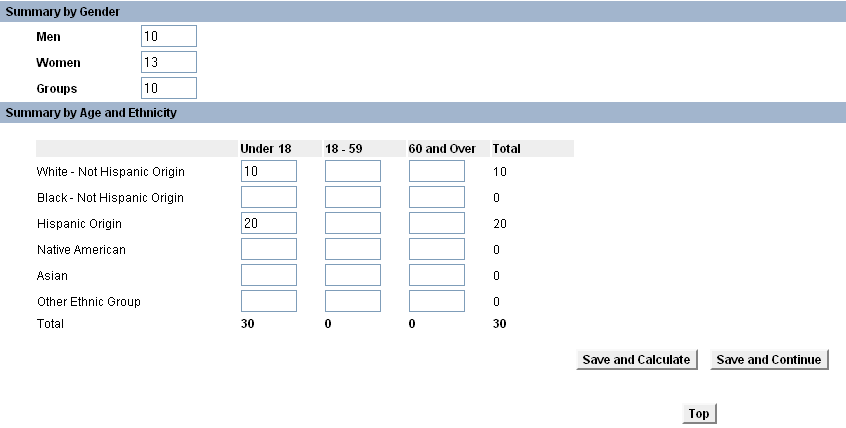 Summary by Gender
Men 10
Women 13
Groups 10
Summary by Age and Ethnicity
Under 18 18 - 59 60 and Over Total
White - Not Hispanic Origin 10 10
Black - Not Hispanic Origin 0
Hispanic Origin 20 20
Native American 0
Asian 0
Other Ethnic Group 0
Total 30 0 0 30
Save and Calculate Save and Continue
Top